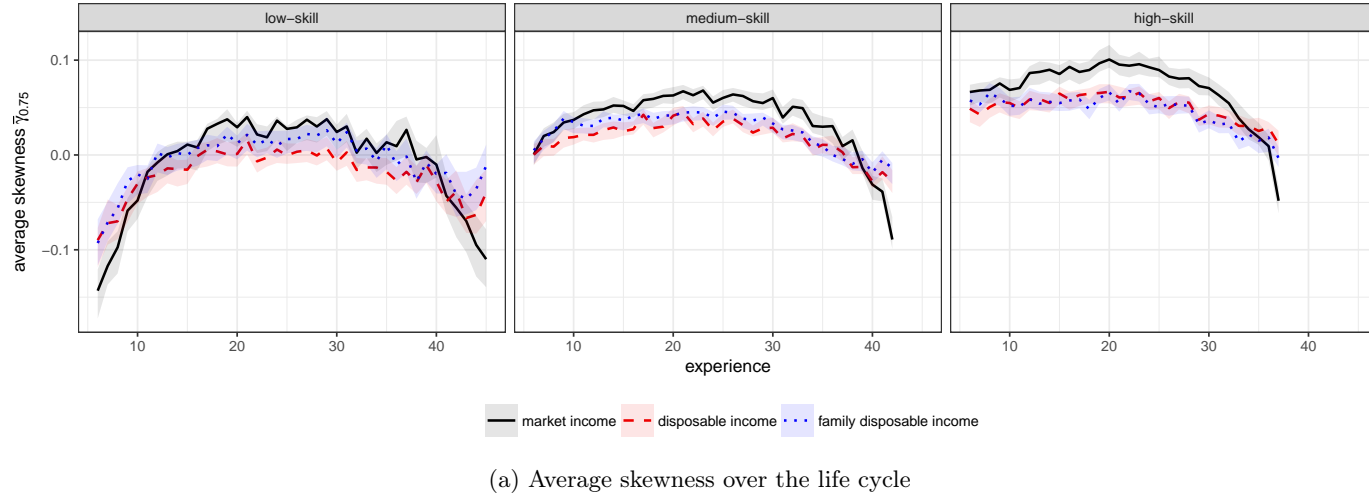 low−skill
medium−skill
high−skill
average skewness γ̄0.75
0.1
0.0
−0.1
10 20 30 40
10 20 30 40
10 20 30 40
experience
market income disposable income family disposable income
(a) Average skewness over the life cycle